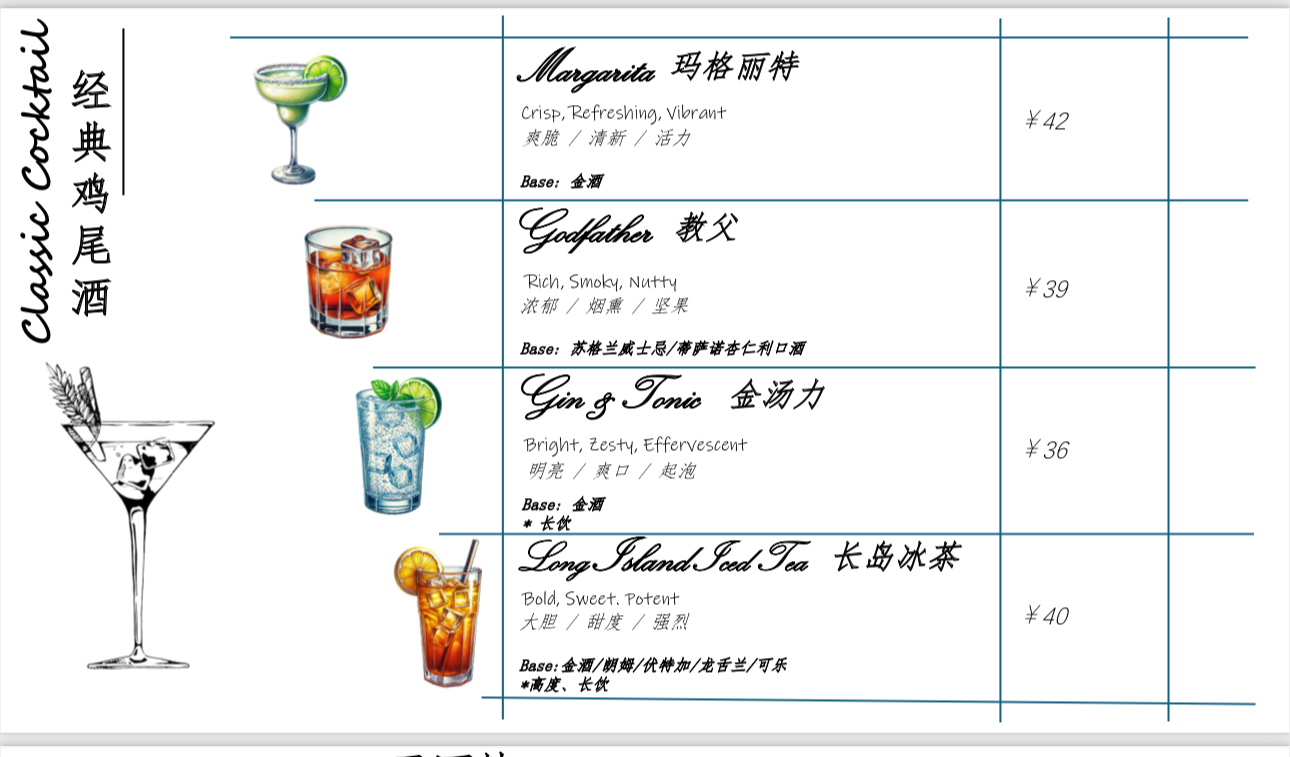 Classic Cocktail
经典鸡尾酒
Margarita 玛格丽特
Crisp, Refreshing, Vibrant
爽脆 / 清新 / 活力
Base: 金酒
¥42
Godfather 教父
Rich, Smoky, Nutty
浓郁 / 烟熏 / 坚果
Base: 苏格兰威士忌/蒂萨诺杏仁利口酒
¥39
Gin & Tonic 金汤力
Bright, Zesty, Effervescent
明亮 / 爽口 / 起泡
Base: 金酒
* 长饮
¥36
Long Island Iced Tea 长岛冰茶
Bold, Sweet. Potent
大胆 / 甜度 / 强烈
Base:金酒/朗姆/伏特加/龙舌兰/可乐
*高度、长饮
¥40